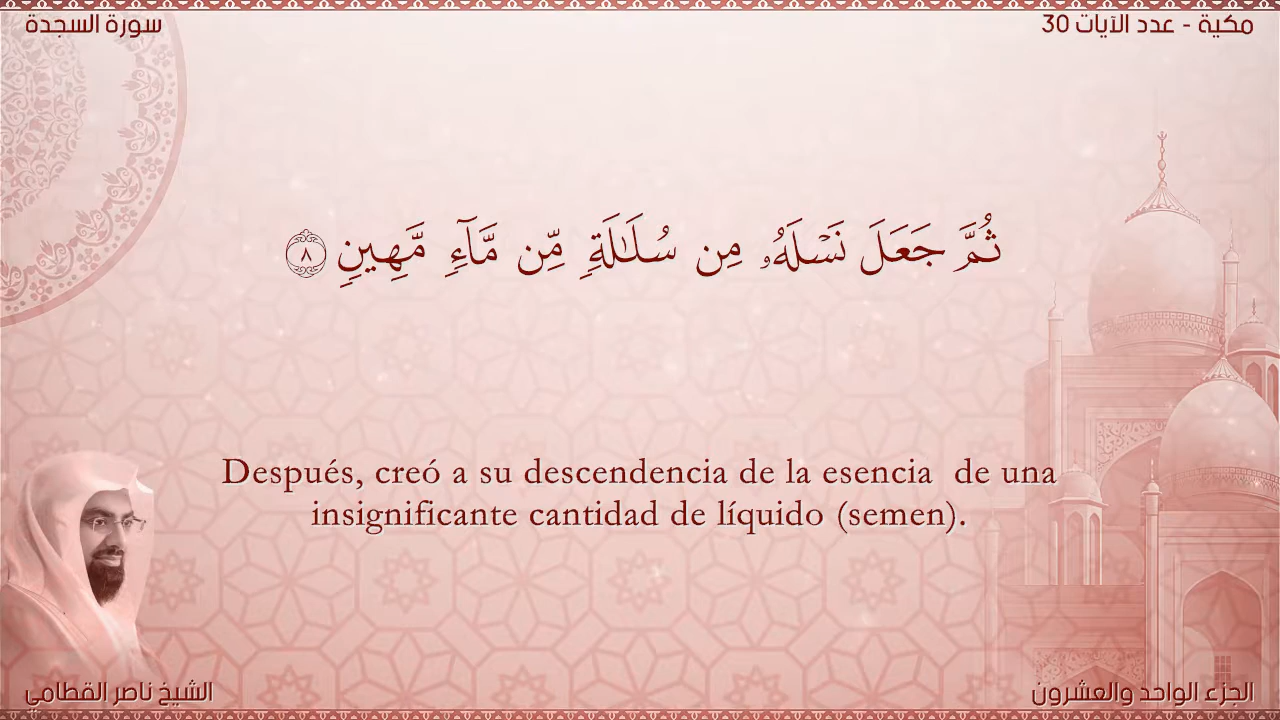 سورة السجدة
مكية - عدد الآيات 30
ثُمَّ جَعَلَ نَسْلَهُۥ مِن سُلَٰلَةٍ مِّن مَّآءٍ مَّهِينٍ ٨
Después, creó a su descendencia de la esencia de una
insignificante cantidad de líquido (semen).
الشيخ ناصر القطامي
الجزء الواحد والعشرون